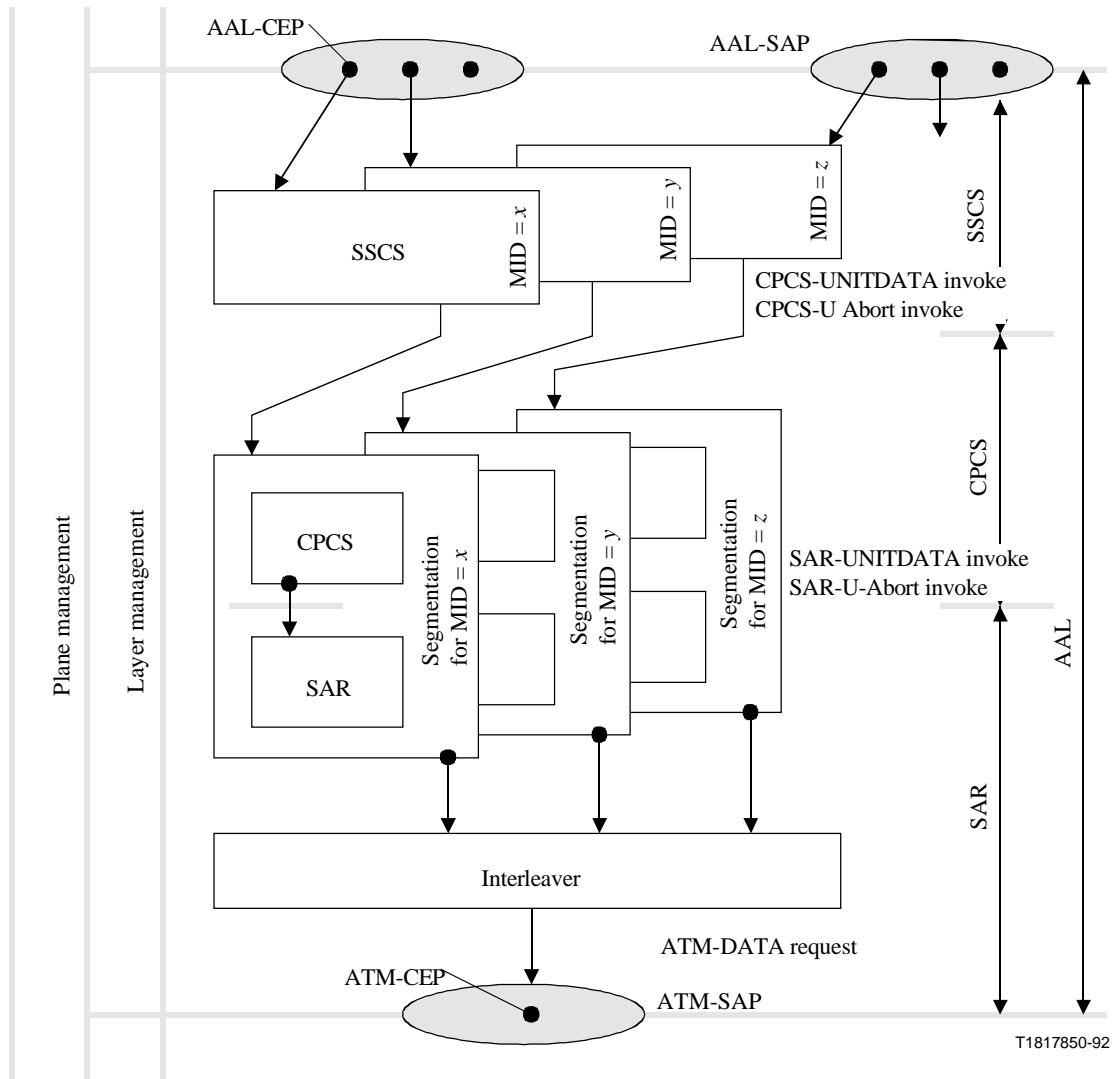 AAL-CEP
AAL-SAP
MID = x
MID = y
MID = z
SSCS
SSCS
CPCS-UNITDATA invoke
CPCS-U Abort invoke
CPCS
CPCS
Segmentation
for MID = x
Segmentation
for MID = y
Segmentation
for MID = z
SAR-UNITDATA invoke
SAR-U-Abort invoke
Plane management
Layer management
SAR
AAL
SAR
Interleaver
ATM-DATA request
ATM-CEP
ATM-SAP
T1817850-92